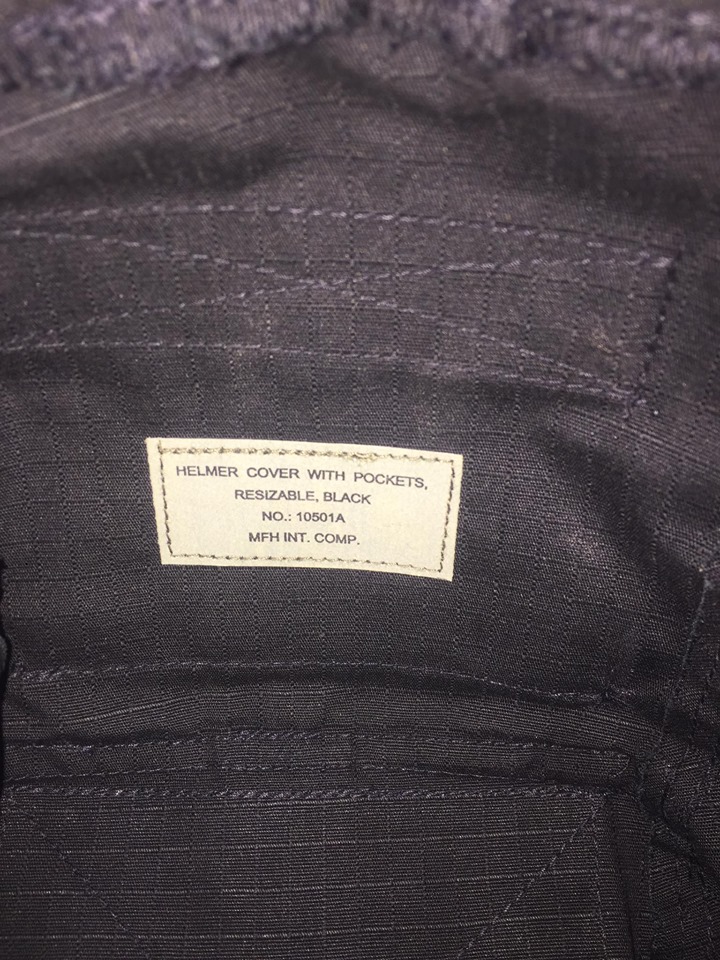 HELMER COVER WITH POCKETS,
RESIZABLE, BLACK
NO.: 10501A
MFH INT. COMP.